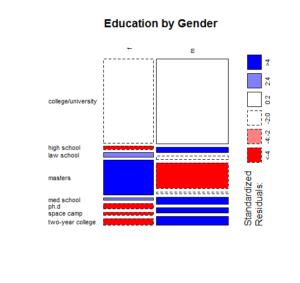 Education by Gender
f
m
college/university
high school
law school
masters
med school
ph.d
space camp
two-year college
>4
2:4
0:2
-2:0
-4:-2
<-4
Standardized
Residuals: